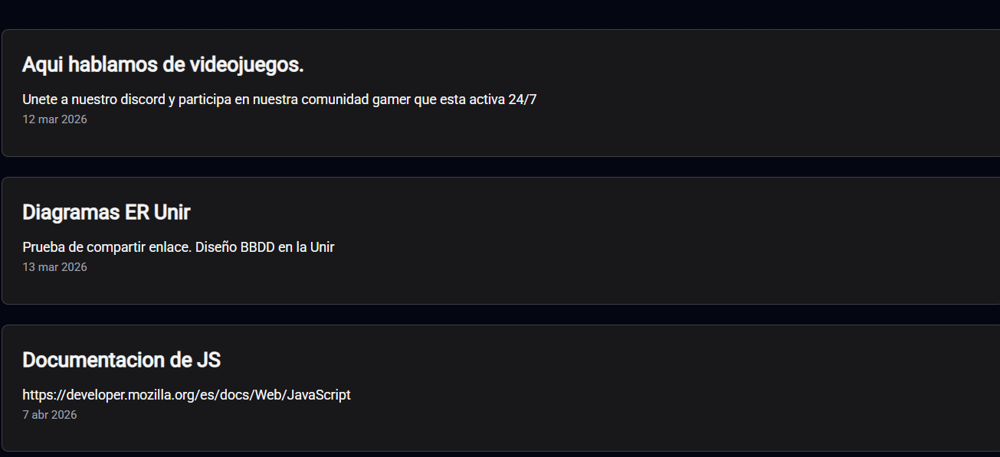 Aqui hablamos de videojuegos.
Unete a nuestro discord y participa en nuestra comunidad gamer que esta activa 24/7
12 mar 2026
Diagramas ER Unir
Prueba de compartir enlace. Diseño BBDD en la Unir
13 mar 2026
Documentacion de JS
https://developer.mozilla.org/es/docs/Web/JavaScript
7 abr 2026